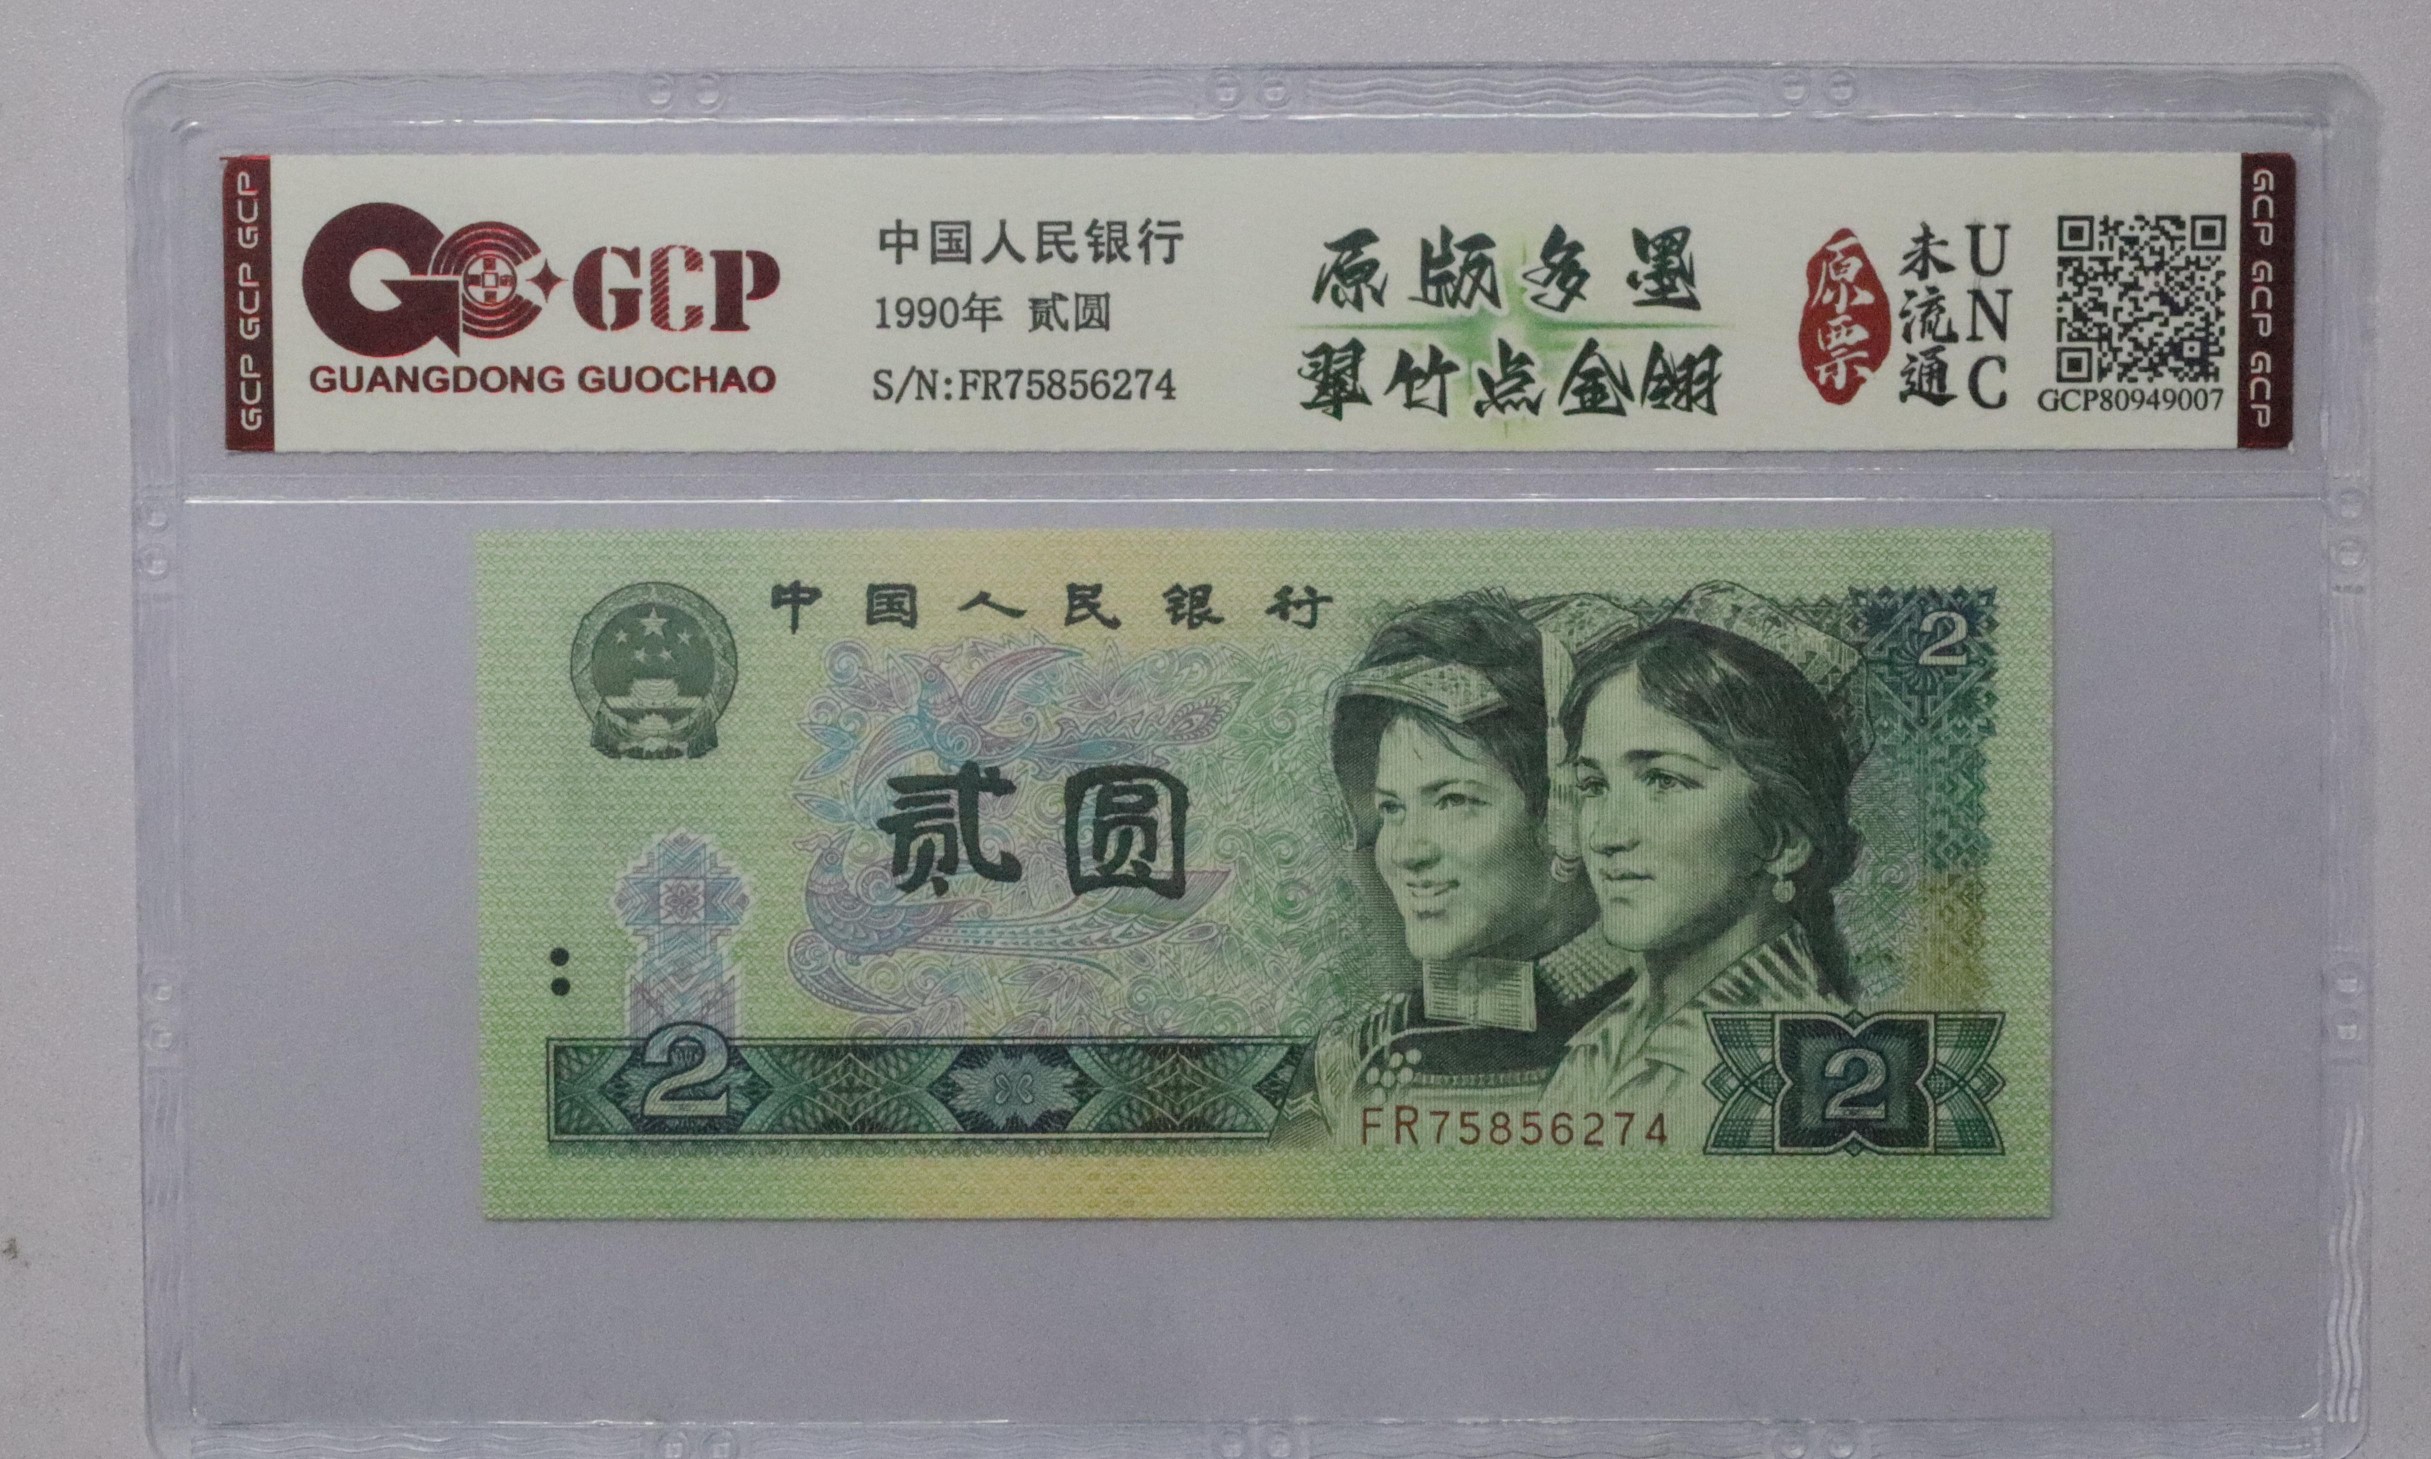 GCP GCP GCP
GCP
GUANGDONG GUOCHAO
中国人民银行
1990年 贰圆
S/N:FR75856274
原版多墨
翠竹点金翎
原票
未流通
UNC
GCP80949007
GCP GCP GCP
中国人民银行
2
贰圆
2
FR75856274
2